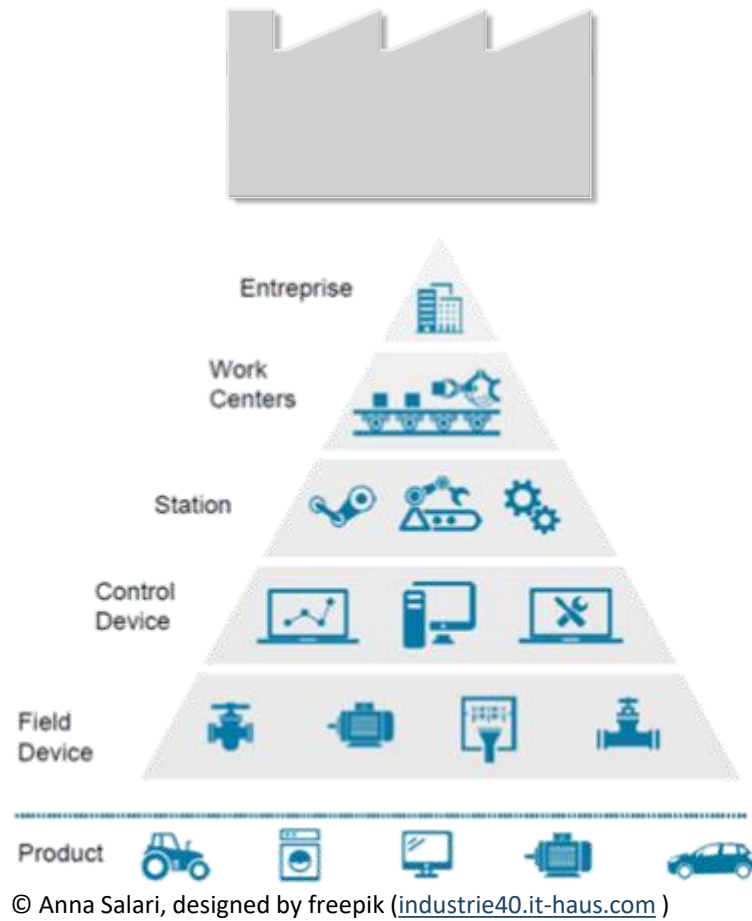 Entreprise
Work
Centers
Station
Control
Device
Field
Device
Product
© Anna Salari, designed by freepik (industrie40.it-haus.com )